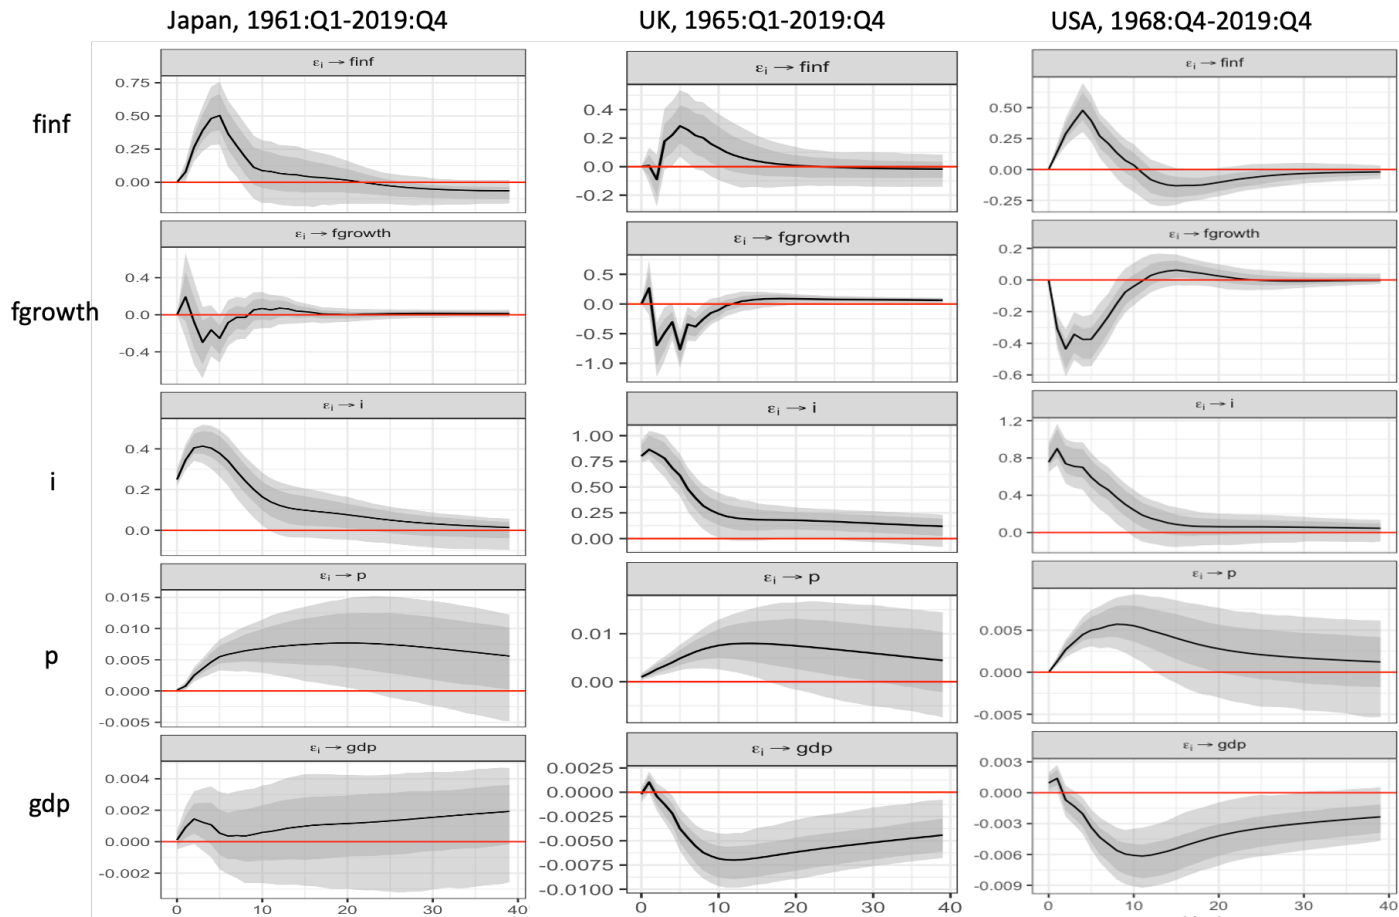 Japan, 1961:Q1-2019:Q4 UK, 1965:Q1-2019:Q4 USA, 1968:Q4-2019:Q4
finf
εi → finf
0.75
0.50
0.25
0.00
εi → finf
0.4
0.2
0.0
-0.2
εi → finf
0.50
0.25
0.00
-0.25
fgrowth
εi → fgrowth
0.4
0.0
-0.4
εi → fgrowth
0.5
0.0
-0.5
-1.0
εi → fgrowth
0.2
0.0
-0.2
-0.4
-0.6
i
εi → i
0.4
0.2
0.0
εi → i
1.00
0.75
0.50
0.25
0.00
εi → i
1.2
0.8
0.4
0.0
p
εi → p
0.015
0.010
0.005
0.000
-0.005
εi → p
0.01
0.00
εi → p
0.005
0.000
-0.005
gdp
εi → gdp
0.004
0.002
0.000
-0.002
0 10 20 30 40
εi → gdp
0.0025
0.0000
-0.0025
-0.0050
-0.0075
-0.0100
0 10 20 30 40
εi → gdp
0.003
0.000
-0.003
-0.006
-0.009
0 10 20 30 40